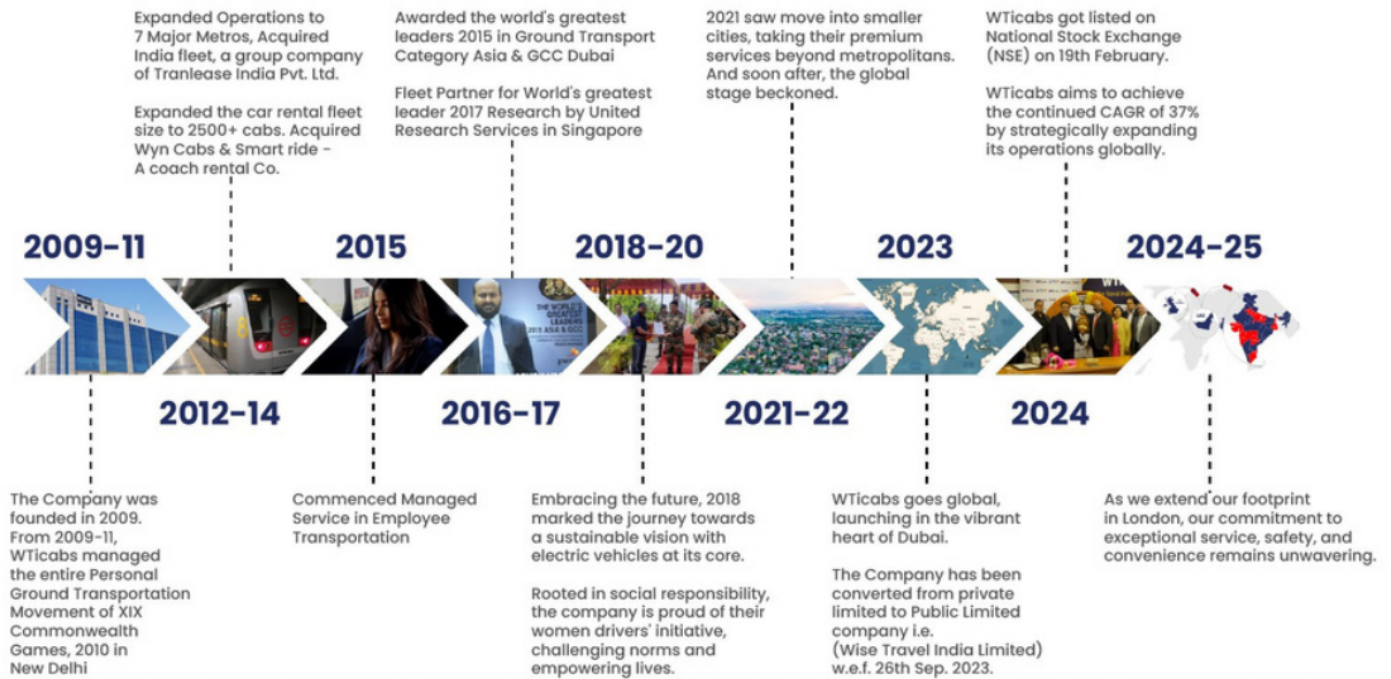 Expanded Operations to
7 Major Metros, Acquired
India fleet, a group company
of Tranlease India Pvt. Ltd.
Expanded the car rental fleet
size to 2500+ cabs. Acquired
Wyn Cabs & Smart ride -
A coach rental Co.
Awarded the world's greatest
leaders 2015 in Ground Transport
Category Asia & GCC Dubai
Fleet Partner for World's greatest
leader 2017 Research by United
Research Services in Singapore
2021 saw move into smaller
cities, taking their premium
services beyond metropolitans.
And soon after, the global
stage beckoned.
WTicabs got listed on
National Stock Exchange
(NSE) on 19th February.
WTicabs aims to achieve
the continued CAGR of 37%
by strategically expanding
its operations globally.
2009-11
2015
2018-20
2023
2024-25
THE WORLD'S
GREATEST
LEADERS
2015 ASIA & GCC
2012-14
2016-17
2021-22
2024
The Company was
founded in 2009.
From 2009-11,
WTicabs managed
the entire Personal
Ground Transportation
Movement of XIX
Commonwealth
Games, 2010 in
New Delhi
Commenced Managed
Service in Employee
Transportation
Embracing the future, 2018
marked the journey towards
a sustainable vision with
electric vehicles at its core.
Rooted in social responsibility,
the company is proud of their
women drivers' initiative,
challenging norms and
empowering lives.
WTicabs goes global,
launching in the vibrant
heart of Dubai.
The Company has been
converted from private
limited to Public Limited
company i.e.
(Wise Travel India Limited)
w.e.f. 26th Sep. 2023.
As we extend our footprint
in London, our commitment to
exceptional service, safety, and
convenience remains unwavering.